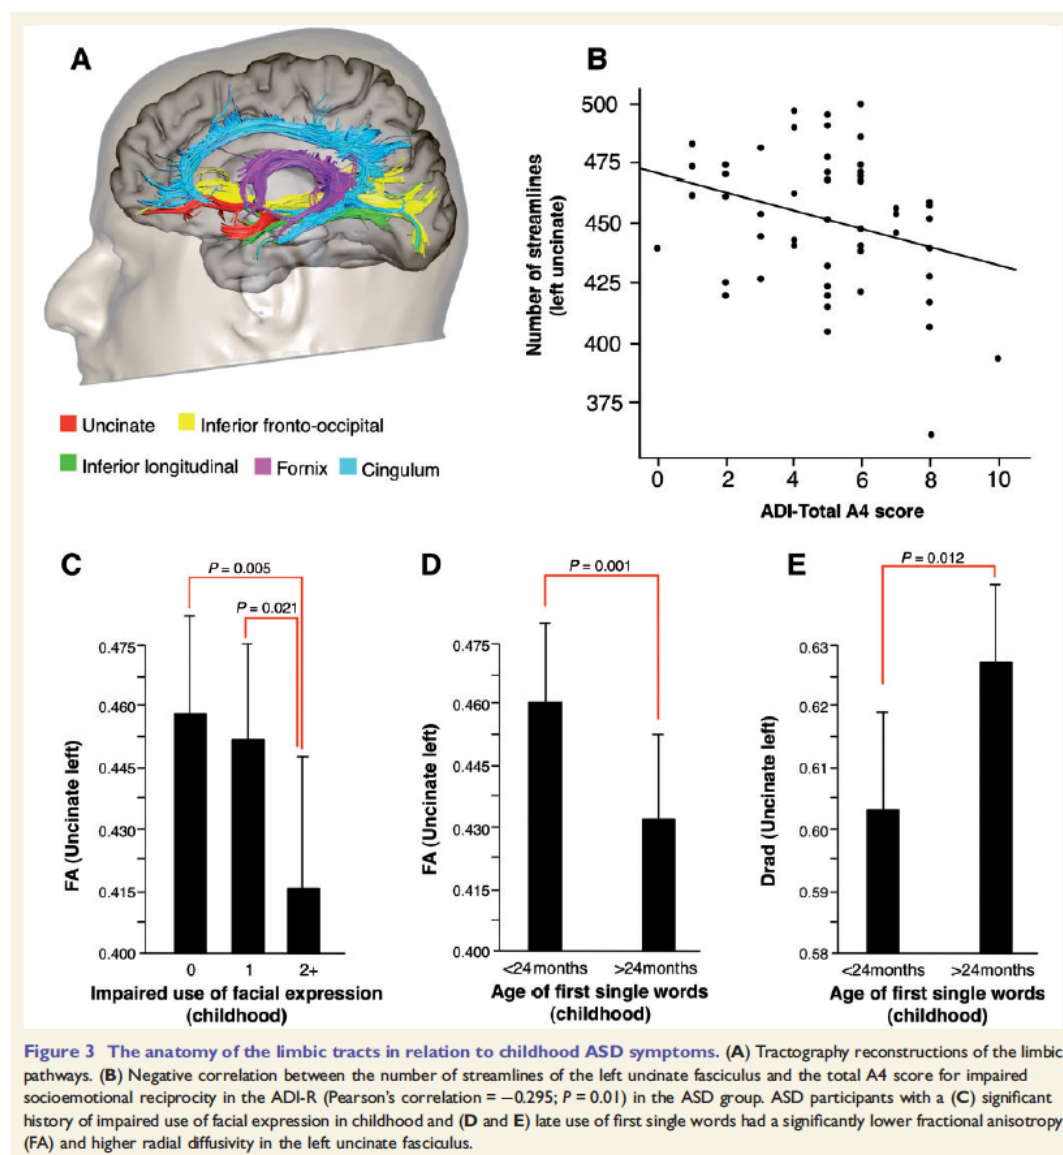 A
Uncinate
Inferior fronto-occipital
Inferior longitudinal
Fornix
Cingulum
B
Number of streamlines
(left uncinate)
500
475
450
425
400
375
0 2 4 6 8 10
ADI-Total A4 score
C
P = 0.005
P = 0.021
FA (Uncinate left)
0.475
0.460
0.445
0.430
0.415
0.400
0 1 2+
Impaired use of facial expression
(childhood)
D
P = 0.001
FA (Uncinate left)
0.475
0.460
0.445
0.430
0.415
0.400
<24months >24months
Age of first single words
(childhood)
E
P = 0.012
Drad (Uncinate left)
0.63
0.62
0.61
0.60
0.59
0.58
<24months >24months
Age of first single words
(childhood)
Figure 3 The anatomy of the limbic tracts in relation to childhood ASD symptoms. (A) Tractography reconstructions of the limbic
pathways. (B) Negative correlation between the number of streamlines of the left uncinate fasciculus and the total A4 score for impaired
socioemotional reciprocity in the ADI-R (Pearson's correlation = −0.295; P = 0.01) in the ASD group. ASD participants with a (C) significant
history of impaired use of facial expression in childhood and (D and E) late use of first single words had a significantly lower fractional anisotropy
(FA) and higher radial diffusivity in the left uncinate fasciculus.